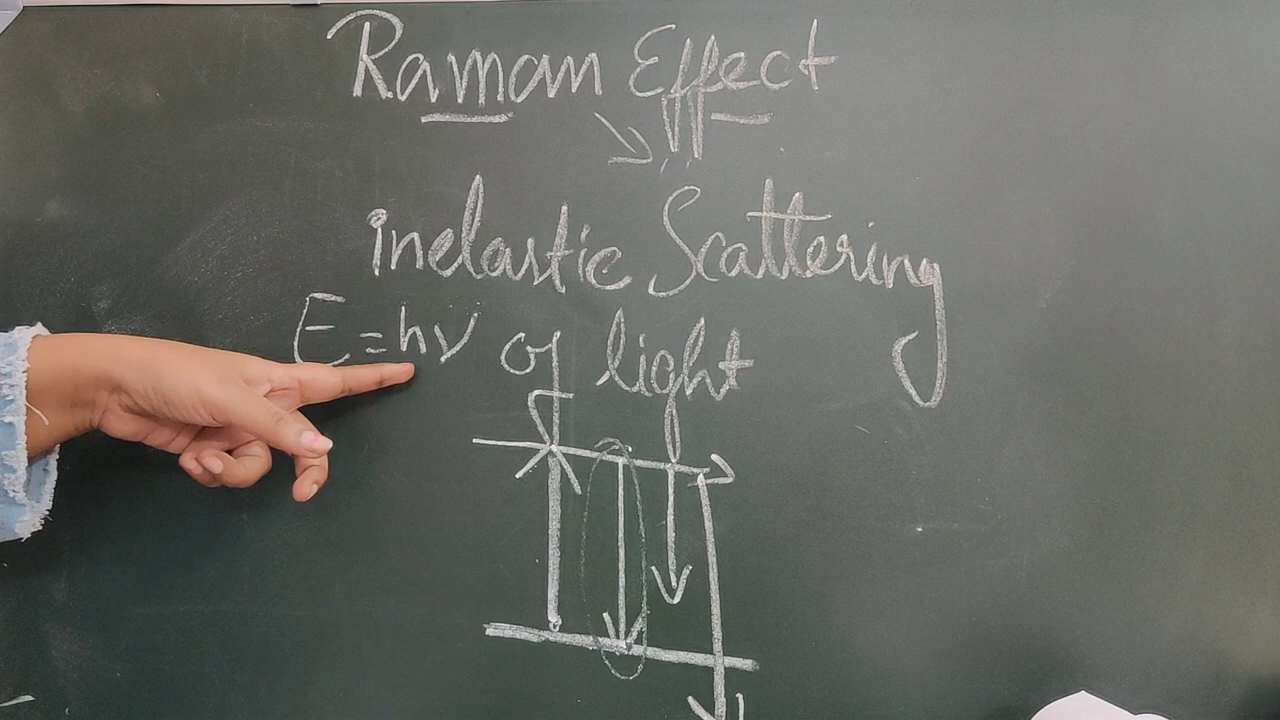 Raman Effect
inelastic Scattering
E=hν of light